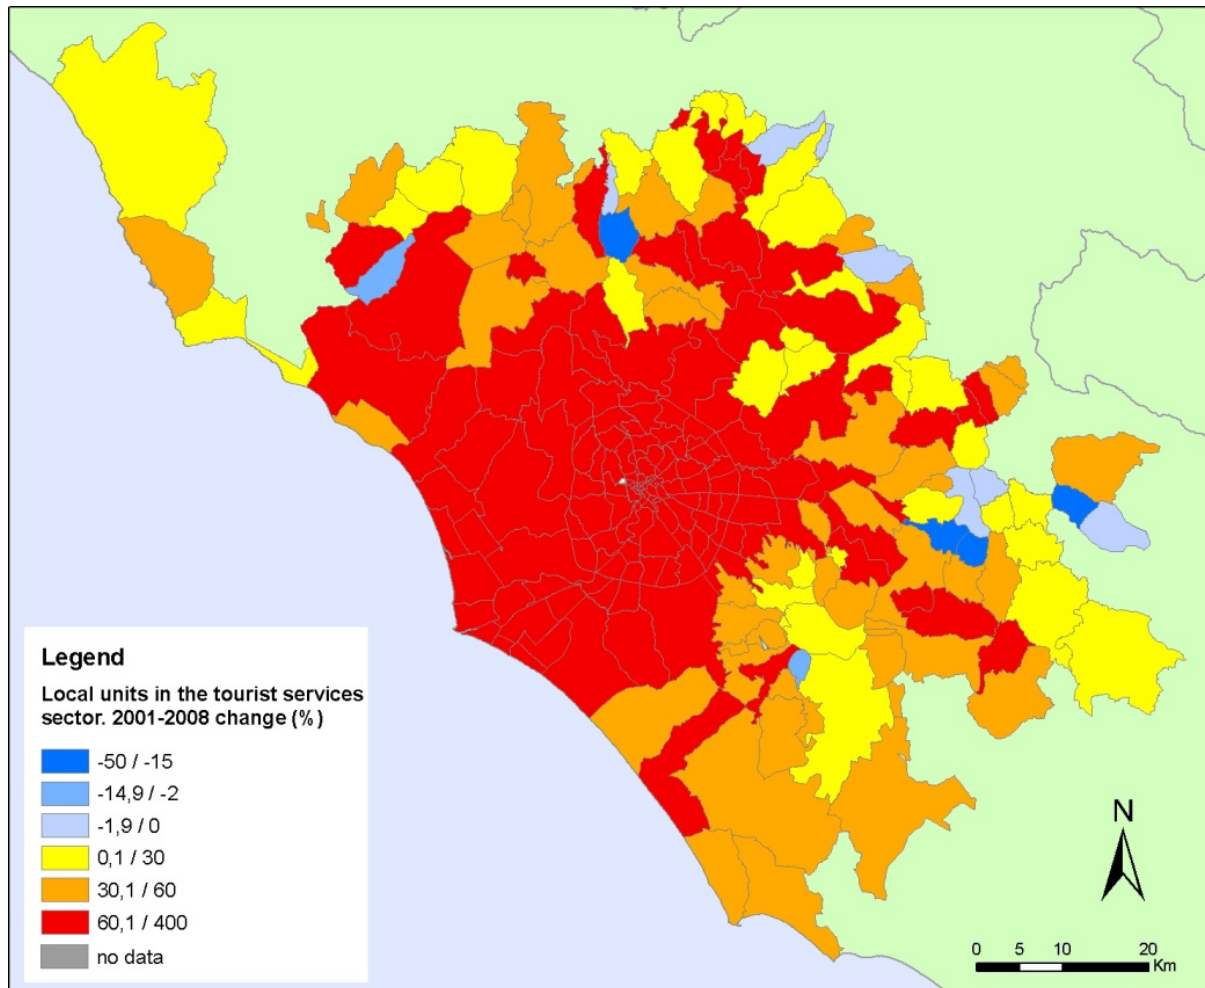 Legend
Local units in the tourist services
sector. 2001-2008 change (%)
-50 / -15
-14,9 / -2
-1,9 / 0
0,1 / 30
30,1 / 60
60,1 / 400
no data
N
0 5 10 20
Km